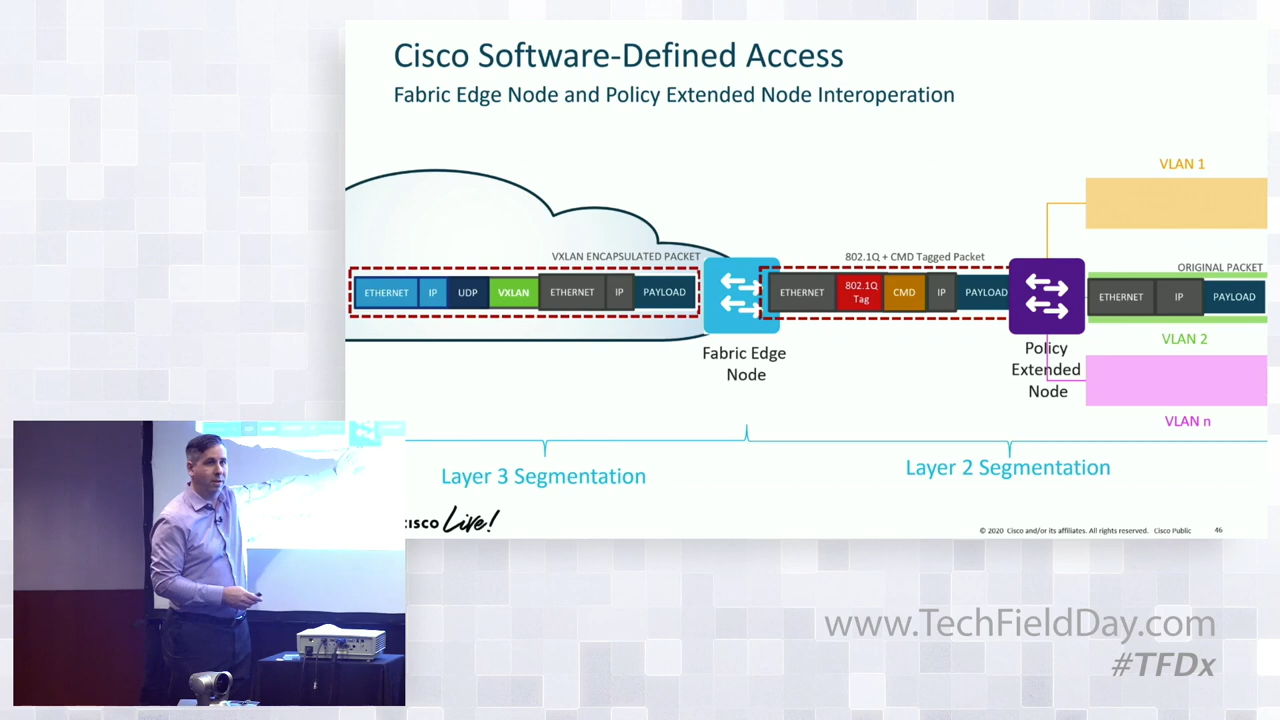 Cisco Software-Defined Access
Fabric Edge Node and Policy Extended Node Interoperation
VLAN 1
VXLAN ENCAPSULATED PACKET
802.1Q + CMD Tagged Packet
ORIGINAL PACKET
ETHERNET IP UDP VXLAN ETHERNET IP PAYLOAD
ETHERNET 802.1Q Tag CMD IP PAYLOAD
ETHERNET IP PAYLOAD
VLAN 2
Fabric Edge
Node
Policy
Extended
Node
VLAN n
Layer 3 Segmentation
Layer 2 Segmentation
cisco Live!
© 2020 Cisco and/or its affiliates. All rights reserved. Cisco Public 46
www.TechFieldDay.com
#TFDx